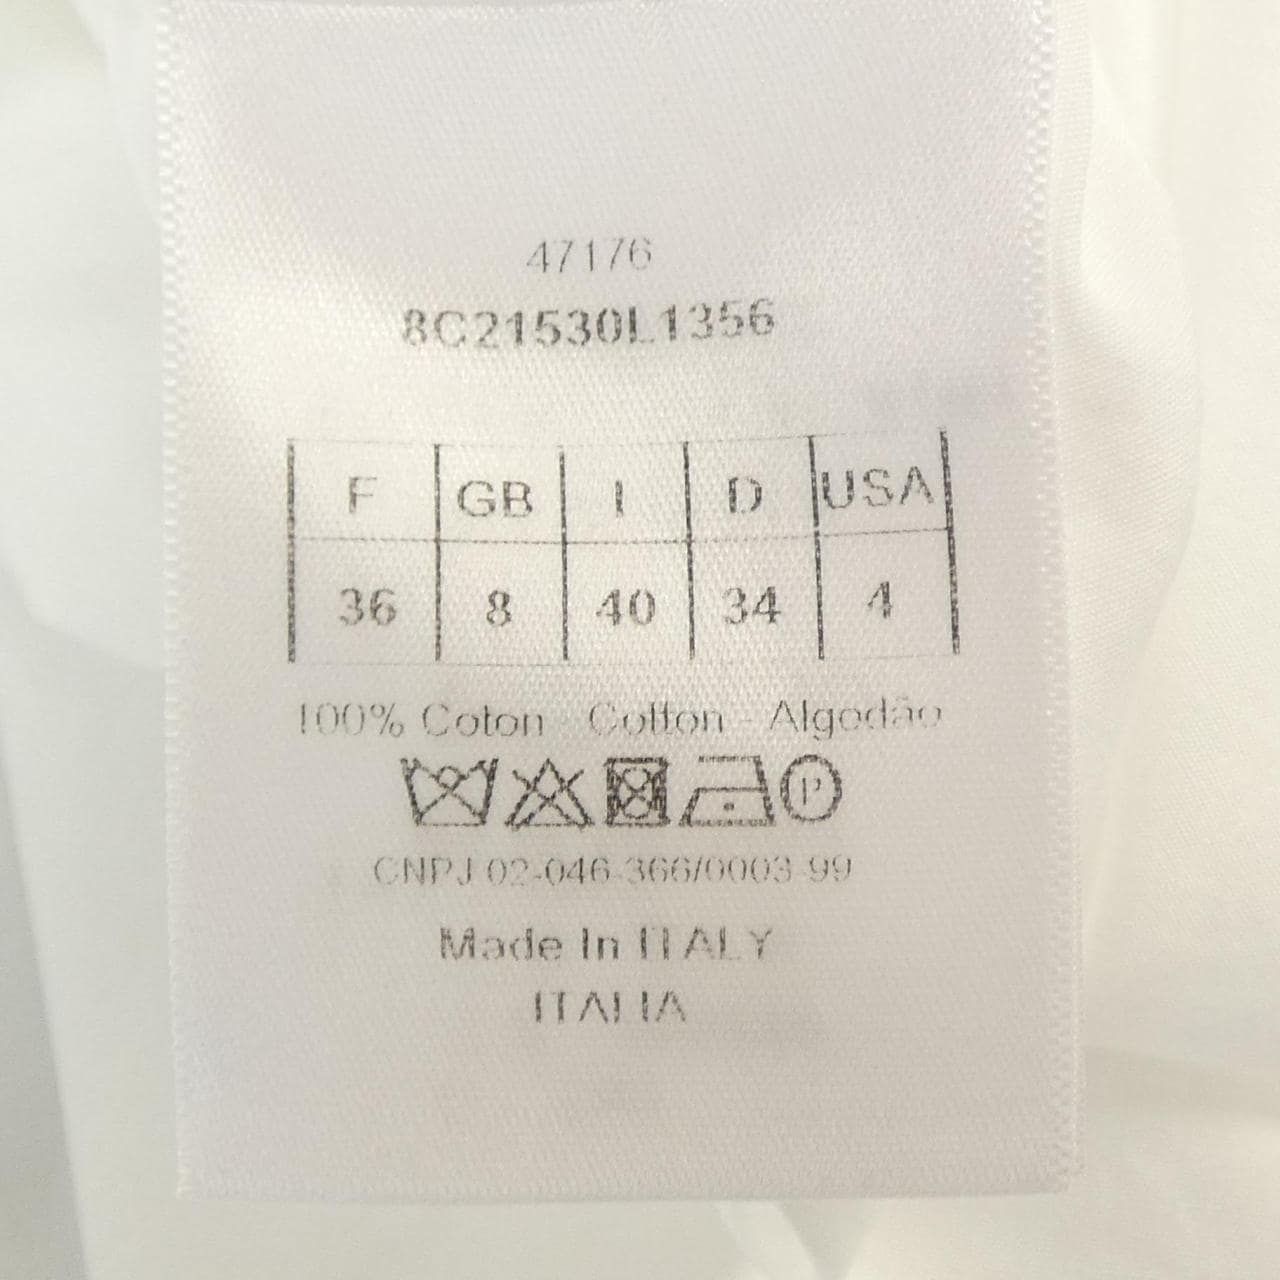 47176
8C21530L1356
F GB I D USA
36 8 40 34 4
100% Coton - Cotton - Algodão
P
CNPJ 02-046-366/0003-99
Made In ITALY
ITALIA